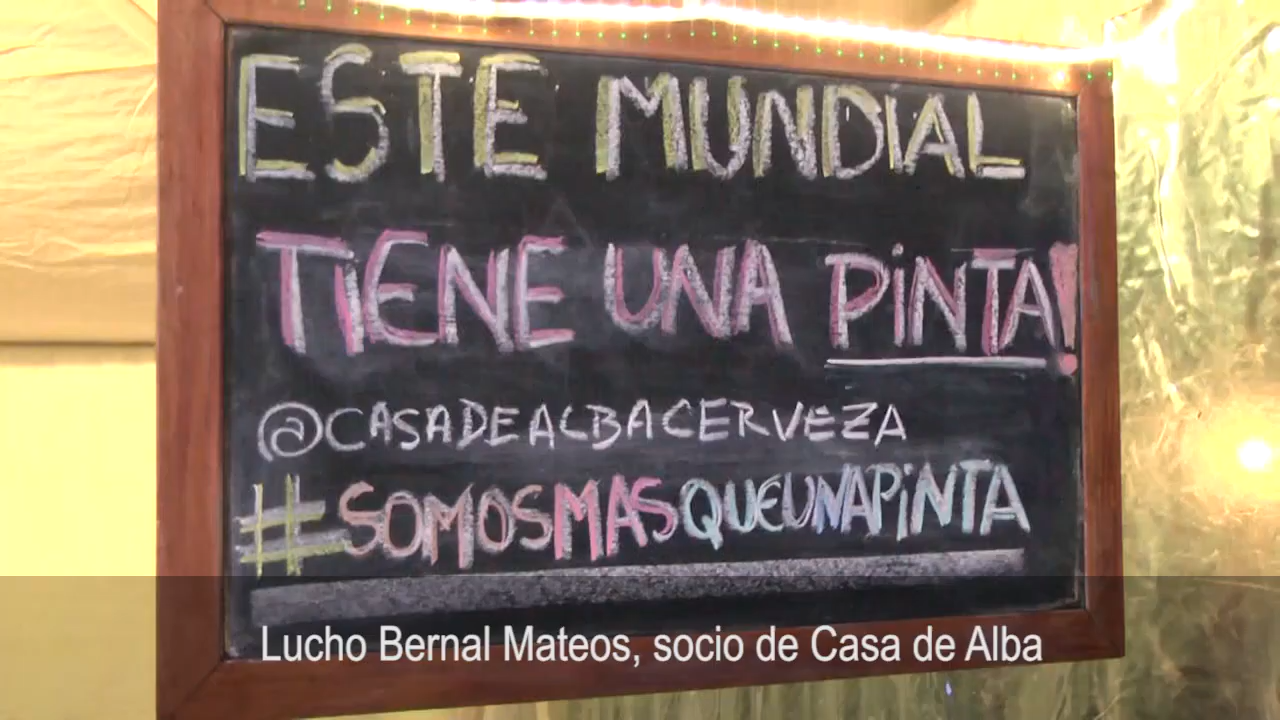 ESTE MUNDIAL
TIENE UNA PiNTA!
@CASADEALBACERVEZA
#SOMOSMASQUEUNAPiNTA
Lucho Bernal Mateos, socio de Casa de Alba